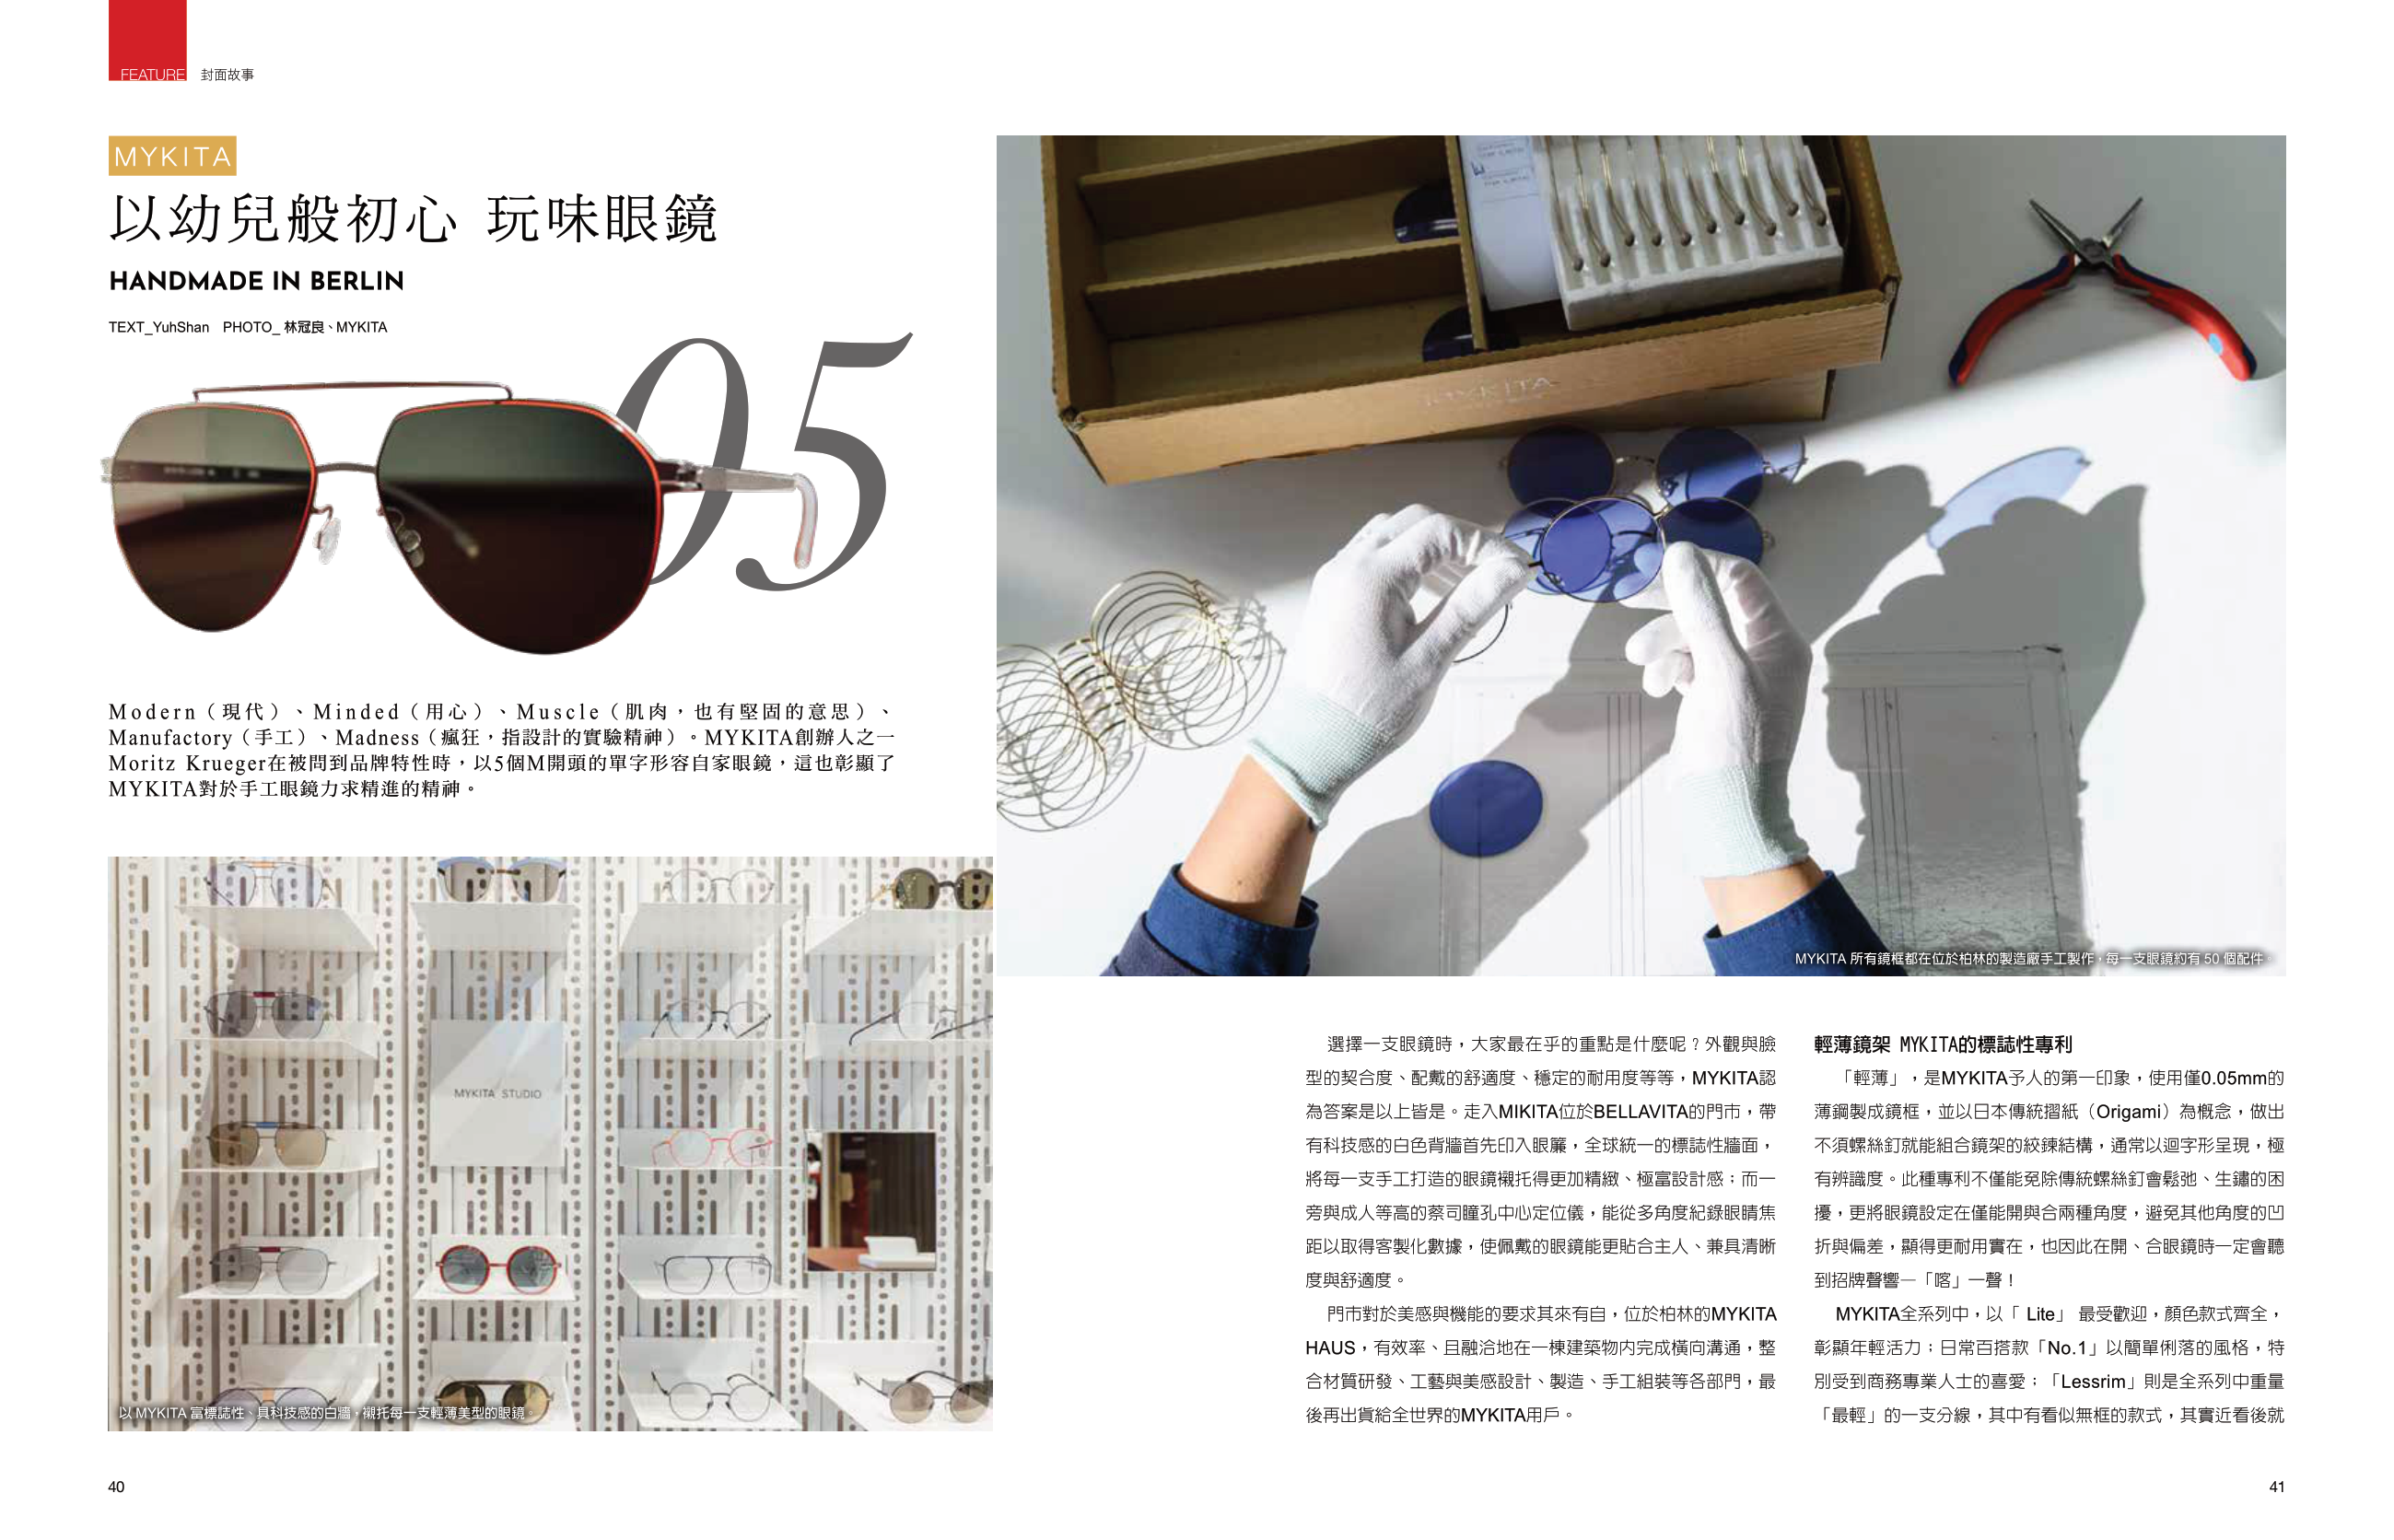 FEATURE 封面故事
MYKITA
以幼兒般初心 玩味眼鏡
HANDMADE IN BERLIN
TEXT_YuhShan PHOTO_林冠良、MYKITA
05
Modern（現代）、Minded（用心）、Muscle（肌肉，也有堅固的意思）、
Manufactory（手工）、Madness（瘋狂，指設計的實驗精神）。MYKITA創辦人之一
Moritz Krueger在被問到品牌特性時，以5個M開頭的單字形容自家眼鏡，這也彰顯了
MYKITA對於手工眼鏡力求精進的精神。
MYKITA STUDIO
以 MYKITA 富標誌性、具科技感的白牆，襯托每一支輕薄美型的眼鏡。
MYKITA
MYKITA 所有鏡框都在位於柏林的製造廠手工製作，每一支眼鏡約有 50 個配件。
選擇一支眼鏡時，大家最在乎的重點是什麼呢？外觀與臉
型的契合度、配戴的舒適度、穩定的耐用度等等，MYKITA認
為答案是以上皆是。走入MIKITA位於BELLAVITA的門市，帶
有科技感的白色背牆首先印入眼簾，全球統一的標誌性牆面，
將每一支手工打造的眼鏡襯托得更加精緻、極富設計感；而一
旁與成人等高的蔡司瞳孔中心定位儀，能從多角度紀錄眼睛焦
距以取得客製化數據，使佩戴的眼鏡能更貼合主人、兼具清晰
度與舒適度。
門市對於美感與機能的要求其來有自，位於柏林的MYKITA
HAUS，有效率、且融洽地在一棟建築物內完成橫向溝通，整
合材質研發、工藝與美感設計、製造、手工組裝等各部門，最
後再出貨給全世界的MYKITA用戶。
輕薄鏡架 MYKITA的標誌性專利
「輕薄」，是MYKITA予人的第一印象，使用僅0.05mm的
薄鋼製成鏡框，並以日本傳統摺紙（Origami）為概念，做出
不須螺絲釘就能組合鏡架的絞鍊結構，通常以迴字形呈現，極
有辨識度。此種專利不僅能免除傳統螺絲釘會鬆弛、生鏽的困
擾，更將眼鏡設定在僅能開與合兩種角度，避免其他角度的凹
折與偏差，顯得更耐用實在，也因此在開、合眼鏡時一定會聽
到招牌聲響—「喀」一聲！
MYKITA全系列中，以「 Lite」 最受歡迎，顏色款式齊全，
彰顯年輕活力；日常百搭款「No.1」以簡單俐落的風格，特
別受到商務專業人士的喜愛；「Lessrim」則是全系列中重量
「最輕」的一支分線，其中有看似無框的款式，其實近看後就
40
41